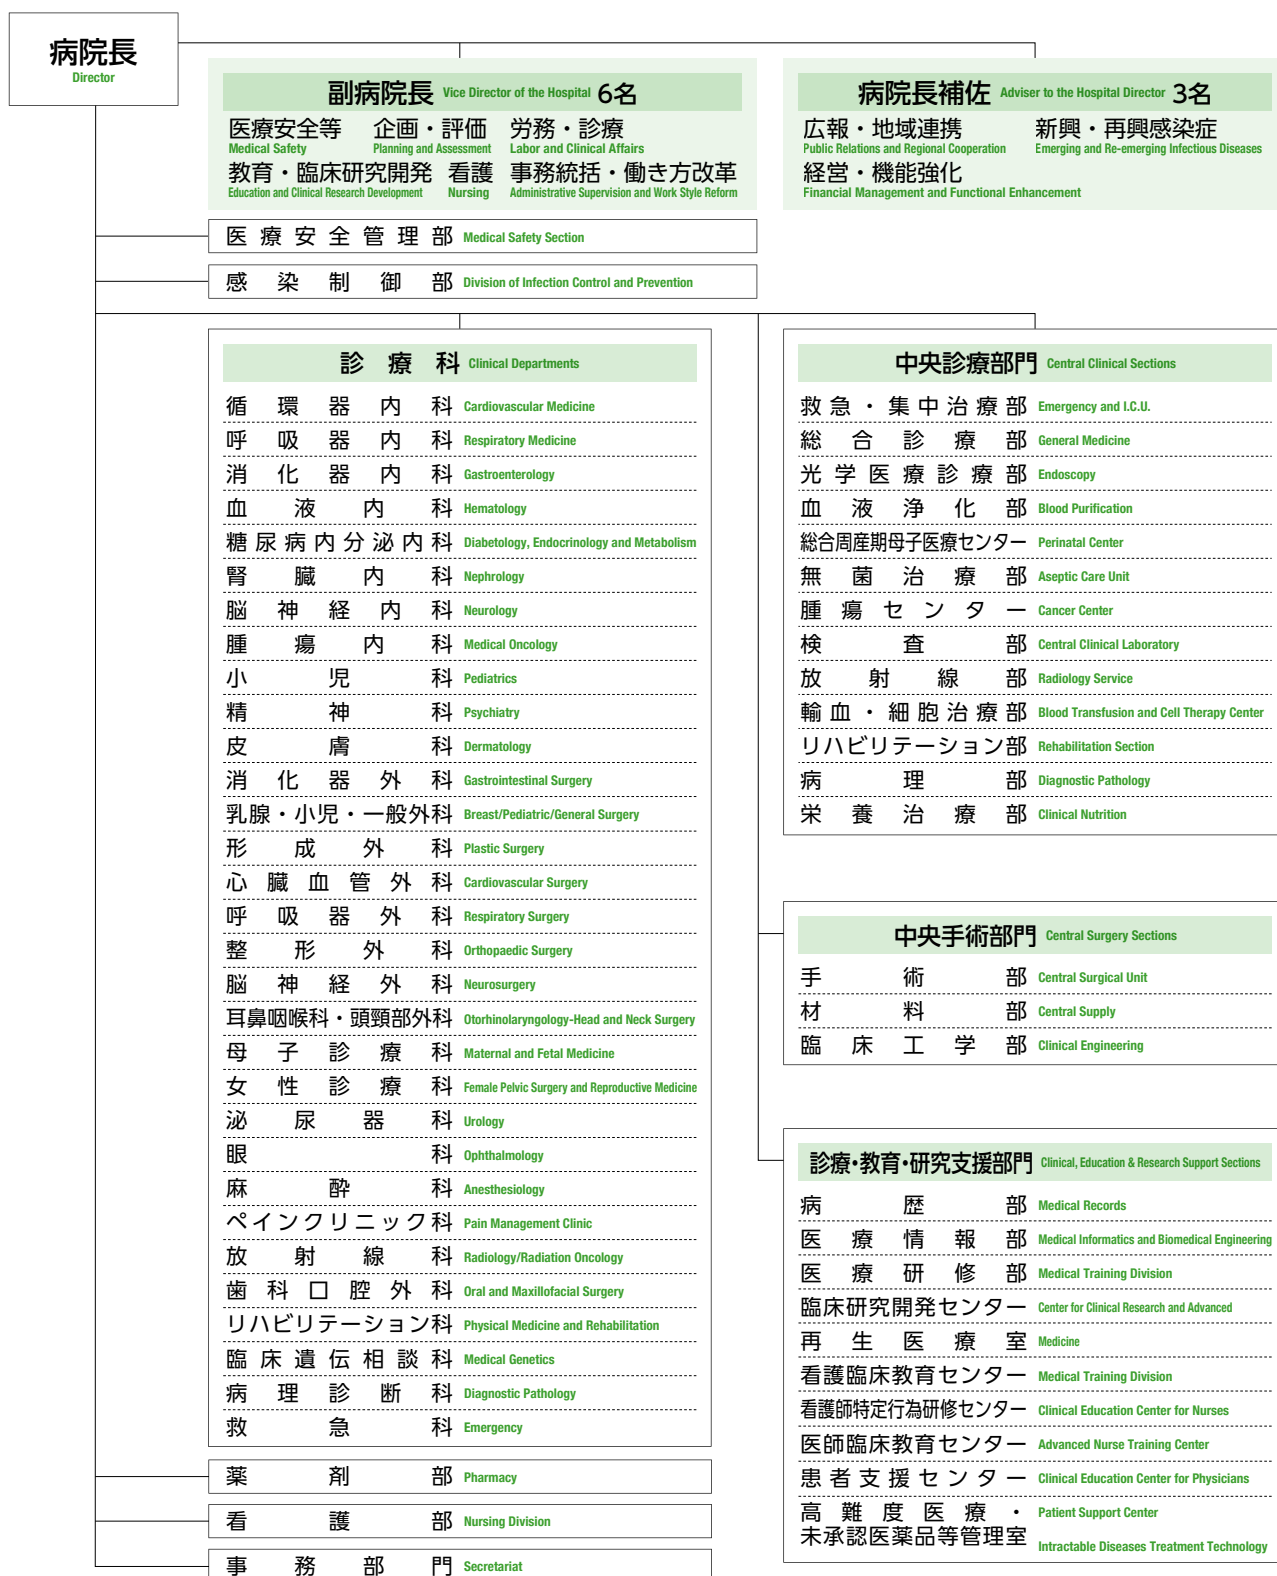 病院長
Director
副病院長 Vice Director of the Hospital 6名
医療安全等 企画・評価 労務・診療
Medical Safety Planning and Assessment Labor and Clinical Affairs
教育・臨床研究開発 看護 事務統括・働き方改革
Education and Clinical Research Development Nursing Administrative Supervision and Work Style Reform
病院長補佐 Adviser to the Hospital Director 3名
広報・地域連携 新興・再興感染症
Public Relations and Regional Cooperation Emerging and Re-emerging Infectious Diseases
経営・機能強化
Financial Management and Functional Enhancement
医療安全管理部 Medical Safety Section
感染制御部 Division of Infection Control and Prevention
診療科 Clinical Departments
循環器内科 Cardiovascular Medicine
呼吸器内科 Respiratory Medicine
消化器内科 Gastroenterology
血液内科 Hematology
糖尿病内分泌内科 Diabetology, Endocrinology and Metabolism
腎臓内科 Nephrology
脳神経内科 Neurology
腫瘍内科 Medical Oncology
小児科 Pediatrics
精神科 Psychiatry
皮膚科 Dermatology
消化器外科 Gastrointestinal Surgery
乳腺・小児・一般外科 Breast/Pediatric/General Surgery
形成外科 Plastic Surgery
心臓血管外科 Cardiovascular Surgery
呼吸器外科 Respiratory Surgery
整形外科 Orthopaedic Surgery
脳神経外科 Neurosurgery
耳鼻咽喉科・頭頸部外科 Otorhinolaryngology-Head and Neck Surgery
母子診療科 Maternal and Fetal Medicine
女性診療科 Female Pelvic Surgery and Reproductive Medicine
泌尿器科 Urology
眼科 Ophthalmology
麻酔科 Anesthesiology
ペインクリニック科 Pain Management Clinic
放射線科 Radiology/Radiation Oncology
歯科口腔外科 Oral and Maxillofacial Surgery
リハビリテーション科 Physical Medicine and Rehabilitation
臨床遺伝相談科 Medical Genetics
病理診断科 Diagnostic Pathology
救急科 Emergency
薬剤部 Pharmacy
看護部 Nursing Division
事務部門 Secretariat
中央診療部門 Central Clinical Sections
救急・集中治療部 Emergency and I.C.U.
総合診療部 General Medicine
光学医療診療部 Endoscopy
血液浄化部 Blood Purification
総合周産期母子医療センター Perinatal Center
無菌治療部 Aseptic Care Unit
腫瘍センター Cancer Center
検査部 Central Clinical Laboratory
放射線部 Radiology Service
輸血・細胞治療部 Blood Transfusion and Cell Therapy Center
リハビリテーション部 Rehabilitation Section
病理部 Diagnostic Pathology
栄養治療部 Clinical Nutrition
中央手術部門 Central Surgery Sections
手術部 Central Surgical Unit
材料部 Central Supply
臨床工学部 Clinical Engineering
診療・教育・研究支援部門 Clinical, Education & Research Support Sections
病歴部 Medical Records
医療情報部 Medical Informatics and Biomedical Engineering
医療研修部 Medical Training Division
臨床研究開発センター Center for Clinical Research and Advanced
再生医療室 Medicine
看護臨床教育センター Medical Training Division
看護師特定行為研修センター Clinical Education Center for Nurses
医師臨床教育センター Advanced Nurse Training Center
患者支援センター Clinical Education Center for Physicians
高難度医療・ Patient Support Center
未承認医薬品等管理室 Intractable Diseases Treatment Technology